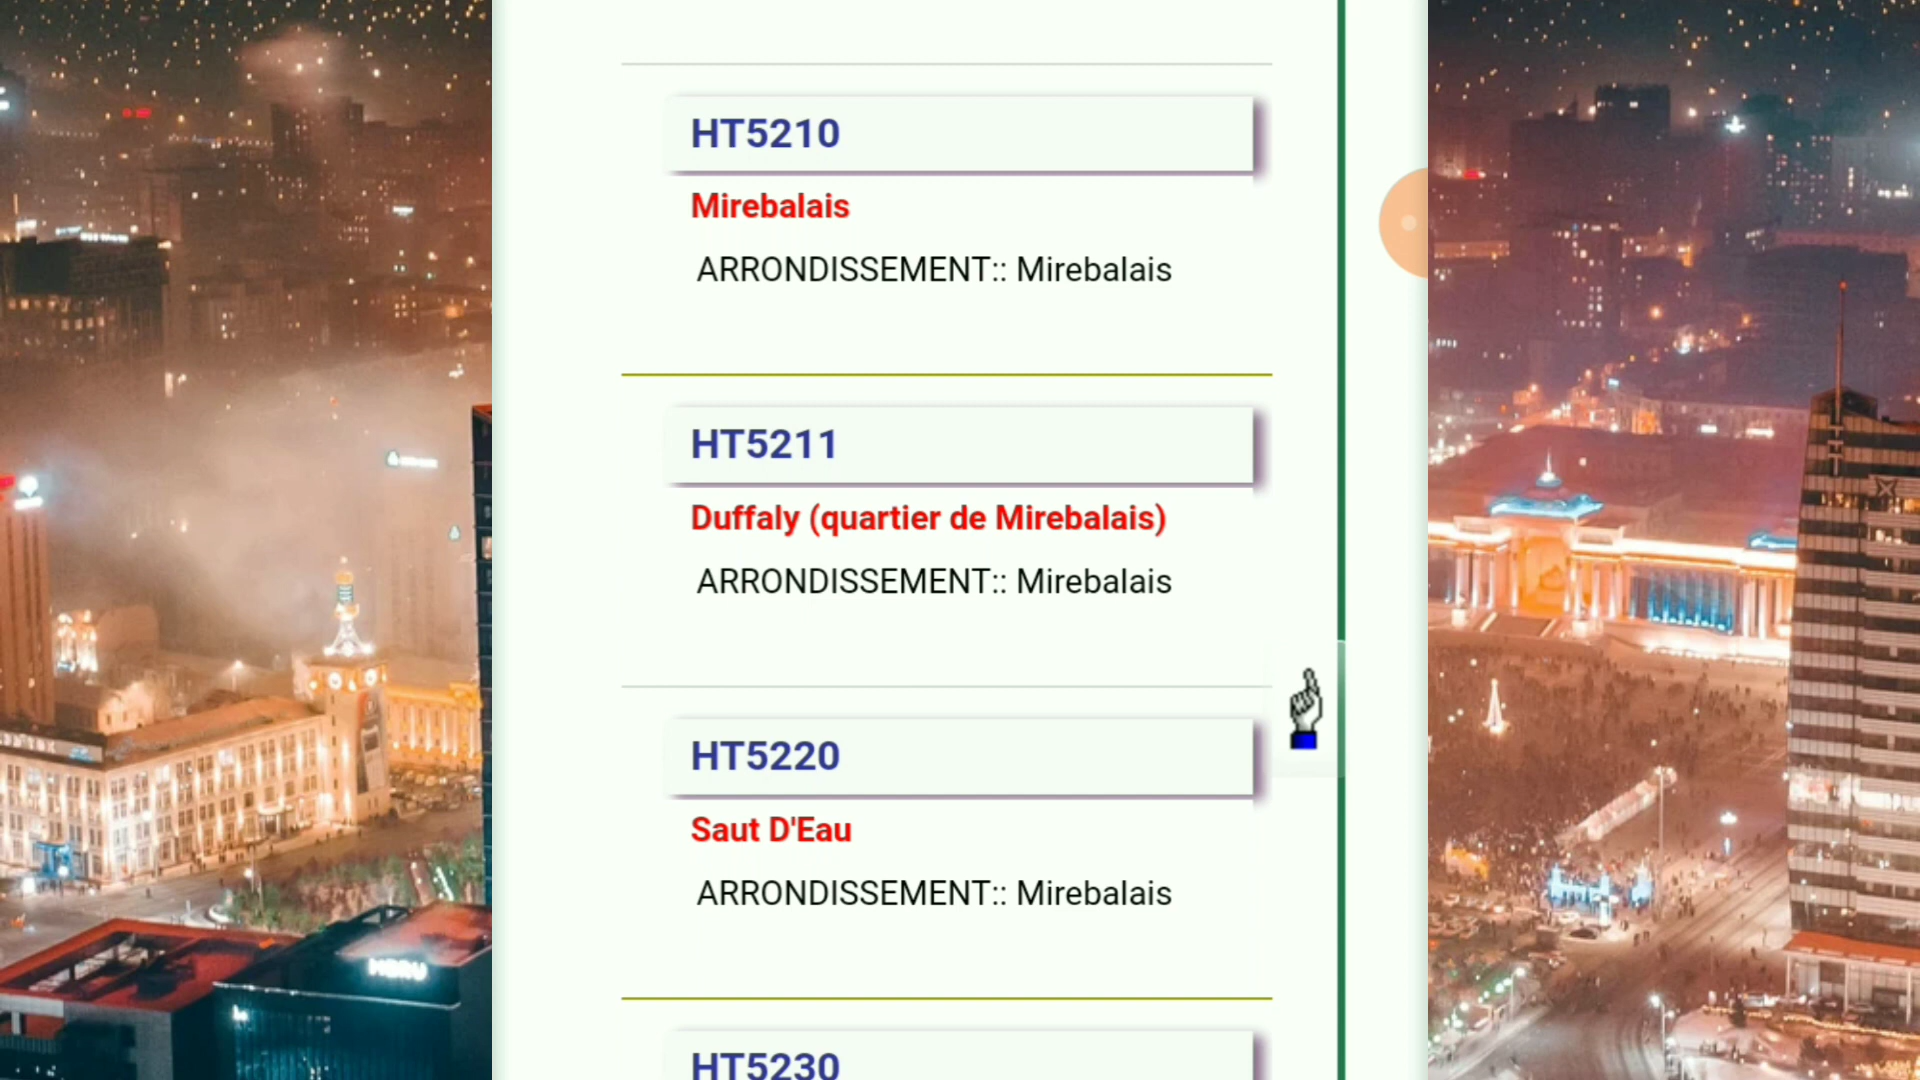 HT5210
Mirebalais
ARRONDISSEMENT:: Mirebalais
HT5211
Duffaly (quartier de Mirebalais)
ARRONDISSEMENT:: Mirebalais
HT5220
Saut D'Eau
ARRONDISSEMENT:: Mirebalais
HT5230